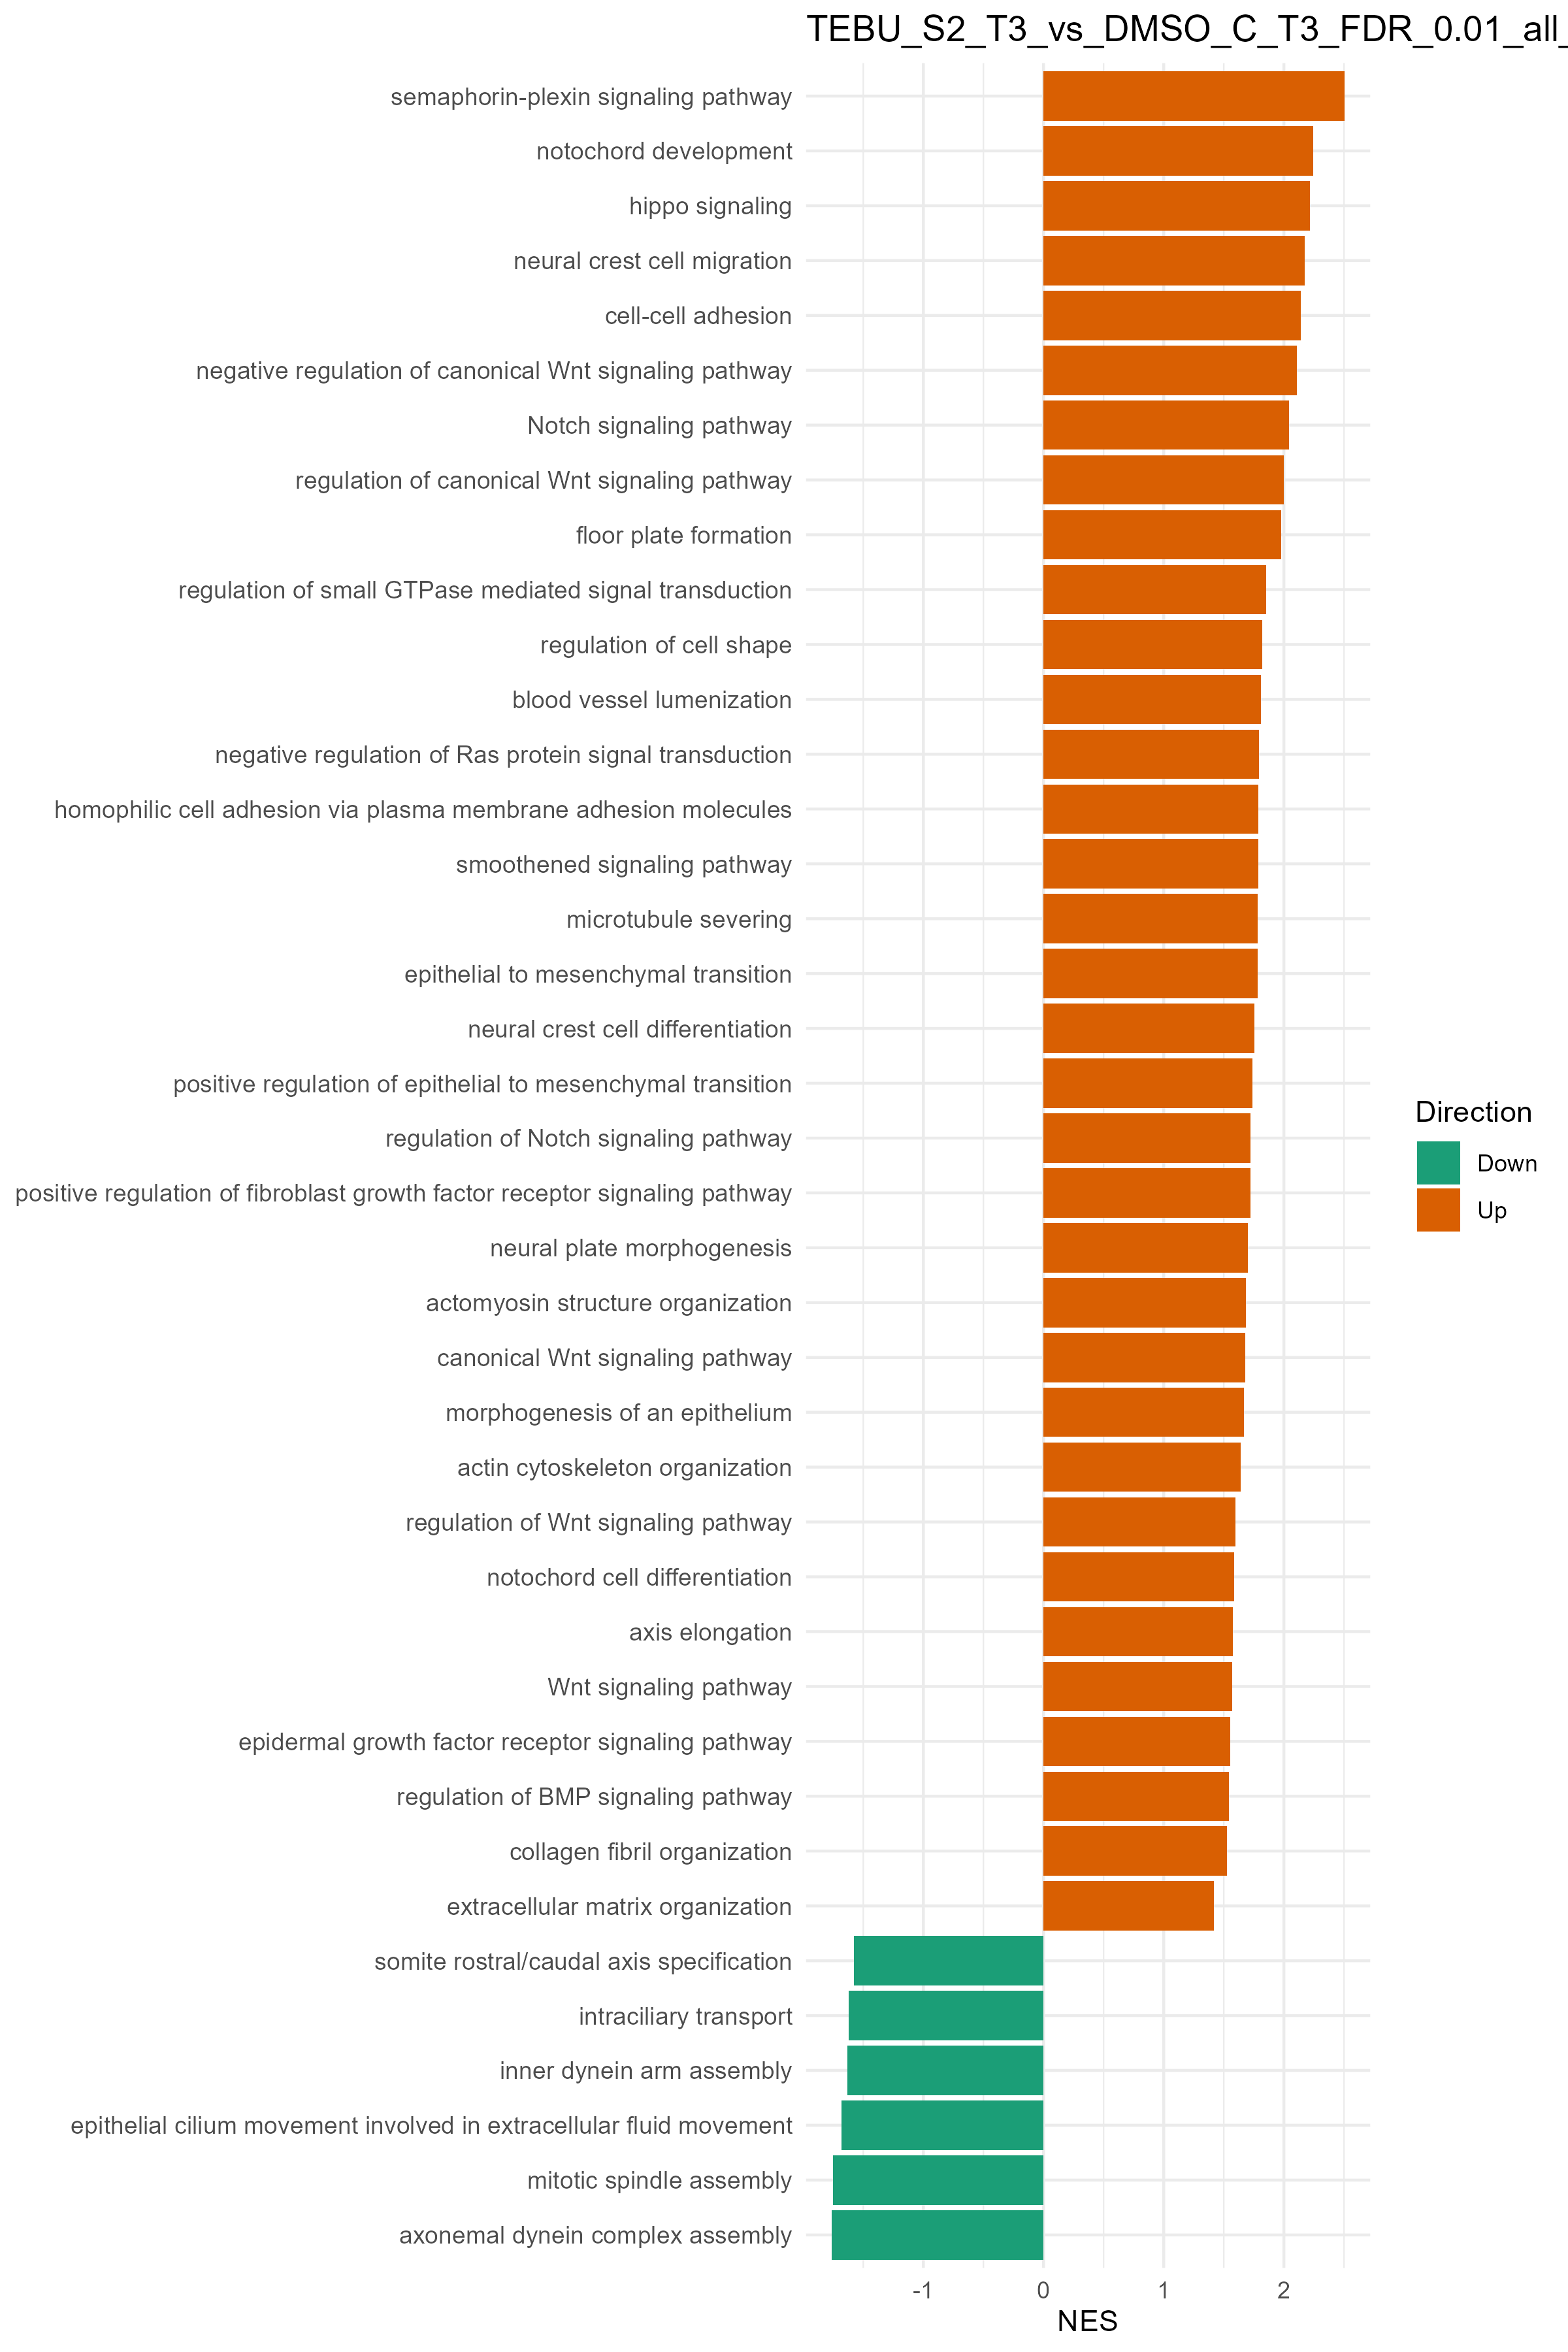 TEBU_S2_T3_vs_DMSO_C_T3_FDR_0.01_all_
semaphorin-plexin signaling pathway
notochord development
hippo signaling
neural crest cell migration
cell-cell adhesion
negative regulation of canonical Wnt signaling pathway
Notch signaling pathway
regulation of canonical Wnt signaling pathway
floor plate formation
regulation of small GTPase mediated signal transduction
regulation of cell shape
blood vessel lumenization
negative regulation of Ras protein signal transduction
homophilic cell adhesion via plasma membrane adhesion molecules
smoothened signaling pathway
microtubule severing
epithelial to mesenchymal transition
neural crest cell differentiation
positive regulation of epithelial to mesenchymal transition
regulation of Notch signaling pathway
positive regulation of fibroblast growth factor receptor signaling pathway
neural plate morphogenesis
actomyosin structure organization
canonical Wnt signaling pathway
morphogenesis of an epithelium
actin cytoskeleton organization
regulation of Wnt signaling pathway
notochord cell differentiation
axis elongation
Wnt signaling pathway
epidermal growth factor receptor signaling pathway
regulation of BMP signaling pathway
collagen fibril organization
extracellular matrix organization
somite rostral/caudal axis specification
intraciliary transport
inner dynein arm assembly
epithelial cilium movement involved in extracellular fluid movement
mitotic spindle assembly
axonemal dynein complex assembly
-1 0 1 2
NES
Direction
Down
Up